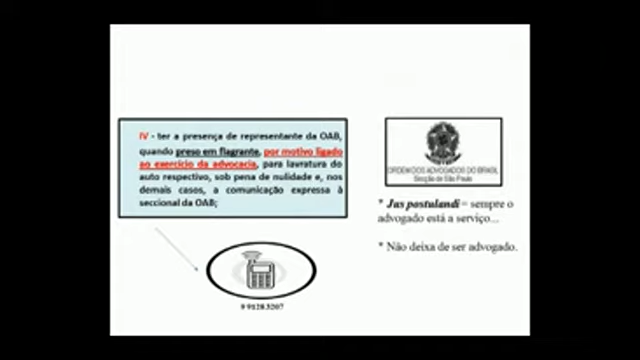 IV - ter a presença de representante da OAB,
quando preso em flagrante, por motivo ligado
ao exercício da advocacia, para lavratura do
auto respectivo, sob pena de nulidade e, nos
demais casos, a comunicação expressa à
seccional da OAB;
ORDEM DOS ADVOGADOS DO BRASIL
Secção de São Paulo
* Jus postulandi = sempre o
advogado está a serviço...
* Não deixa de ser advogado.
9 9128.3207